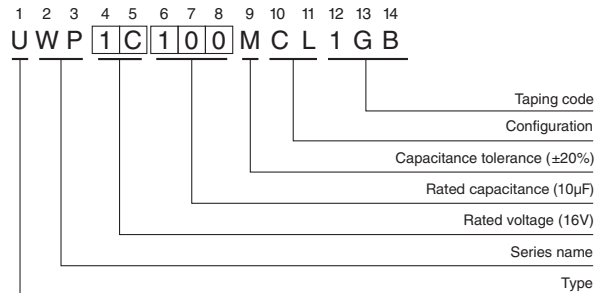 1 2 3 4 5 6 7 8 9 10 11 12 13 14
U W P 1 C 1 0 0 M C L 1 G B
Taping code
Configuration
Capacitance tolerance (±20%)
Rated capacitance (10µF)
Rated voltage (16V)
Series name
Type